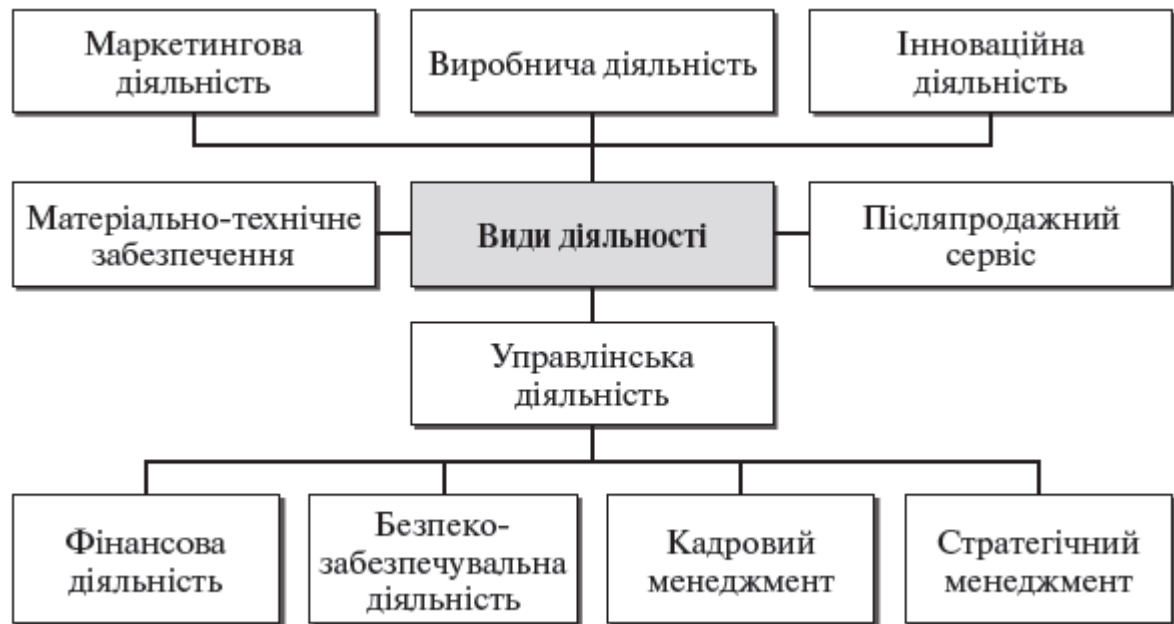 Маркетингова
діяльність
Виробнича діяльність
Інноваційна
діяльність
Матеріально-технічне
забезпечення
Види діяльності
Післяпродажний
сервіс
Управлінська
діяльність
Фінансова
діяльність
Безпеко-
забезпечувальна
діяльність
Кадровий
менеджмент
Стратегічний
менеджмент